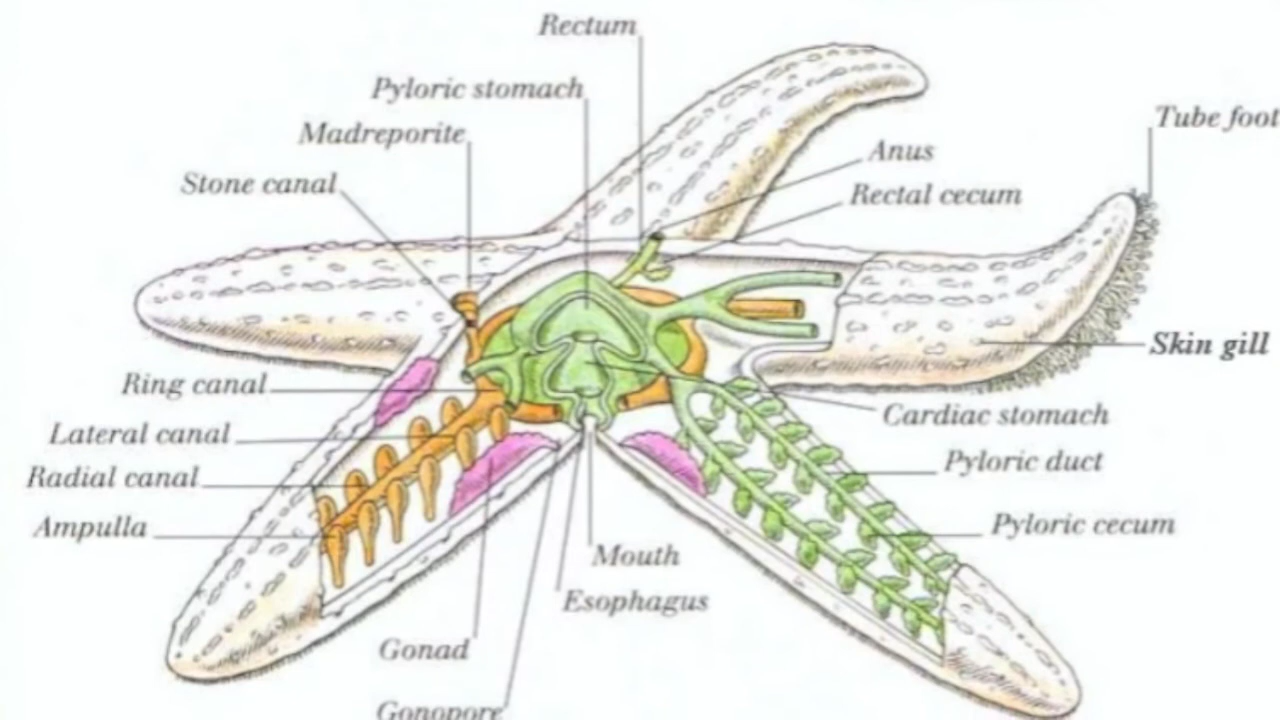 Rectum
Pyloric stomach
Tube foot
Madreporite
Anus
Stone canal
Rectal cecum
Skin gill
Ring canal
Cardiac stomach
Lateral canal
Pyloric duct
Radial canal
Ampulla
Pyloric cecum
Mouth
Esophagus
Gonad
Gonopore